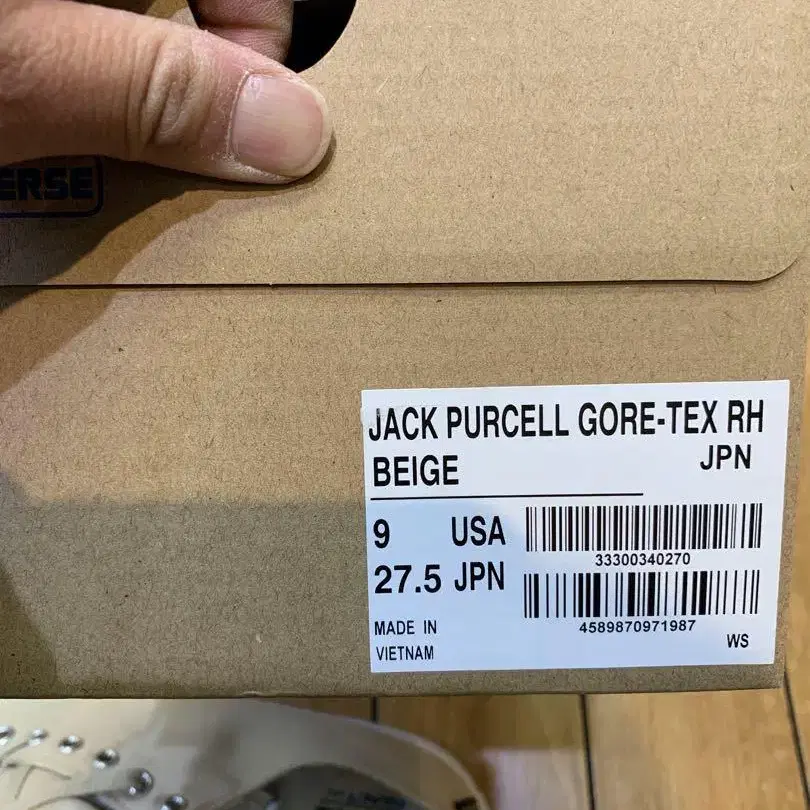 ERSE
JACK PURCELL GORE-TEX RH
BEIGE JPN
9 USA
33300340270
27.5 JPN
4589870971987
MADE IN
VIETNAM WS